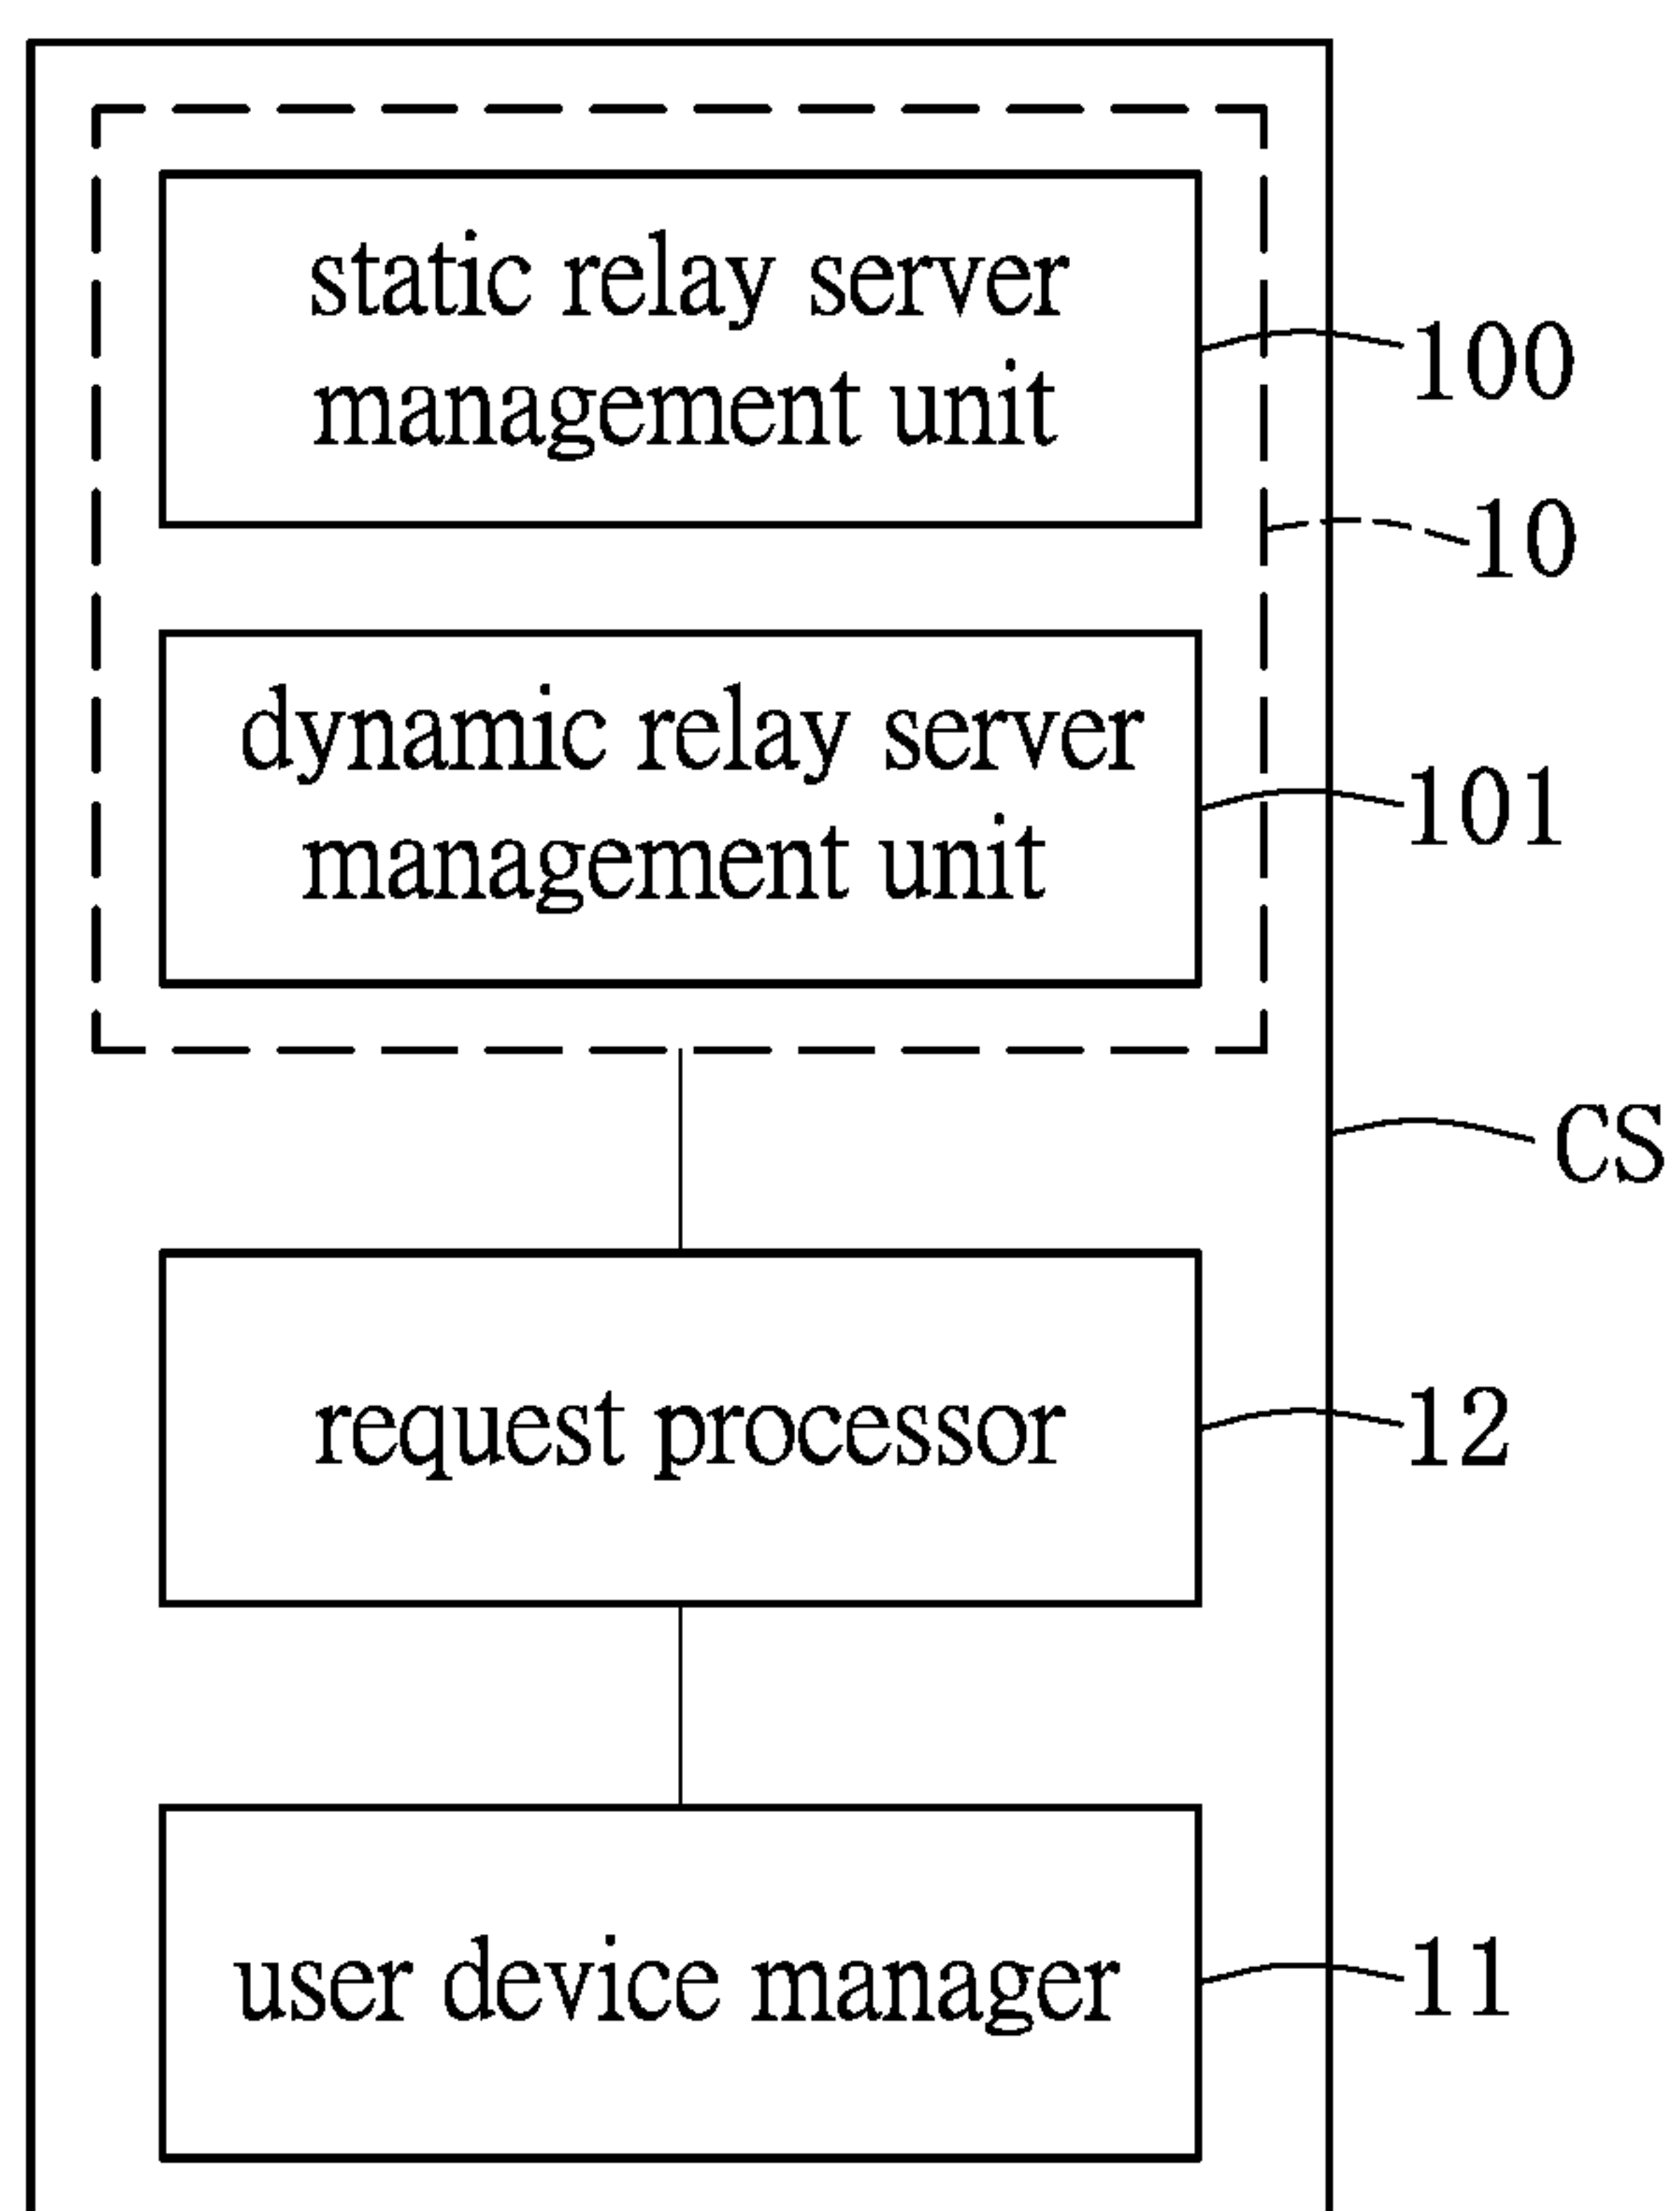 static relay server
management unit
100
10
dynamic relay server
management unit
101
CS
request processor
12
user device manager
11